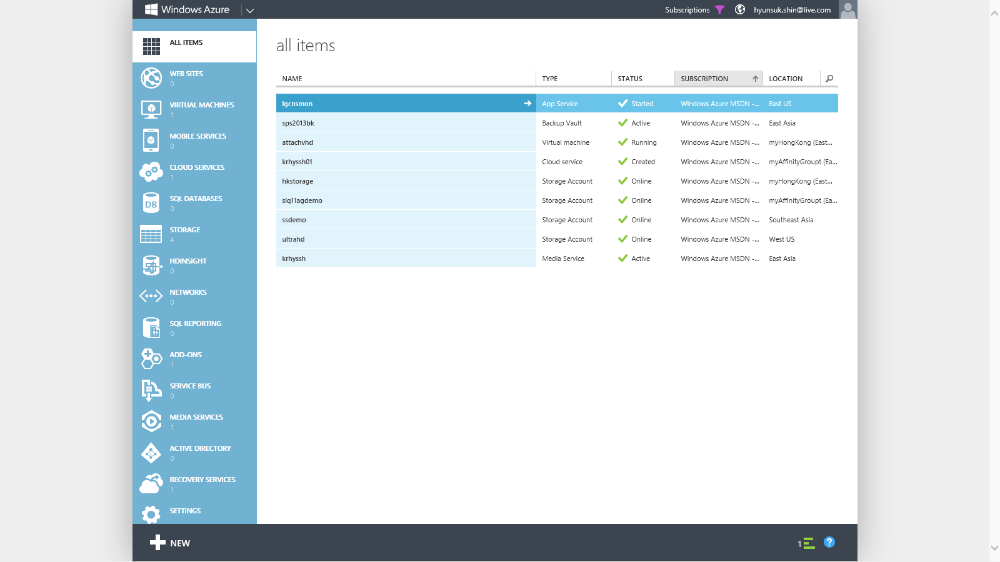 Windows Azure
Subscriptions hyunsuk.shin@live.com
ALL ITEMS
WEB SITES
0
VIRTUAL MACHINES
1
MOBILE SERVICES
0
CLOUD SERVICES
1
SQL DATABASES
0
DB
STORAGE
4
HDINSIGHT
0
NETWORKS
0
SQL REPORTING
0
ADD-ONS
1
SERVICE BUS
0
MEDIA SERVICES
1
ACTIVE DIRECTORY
0
RECOVERY SERVICES
1
SETTINGS
all items
NAME TYPE STATUS SUBSCRIPTION LOCATION
lgcnsmon App Service Started Windows Azure MSDN -... East US
sps2013bk Backup Vault Active Windows Azure MSDN -... East Asia
attachvhd Virtual machine Running Windows Azure MSDN -... myHongKong (East...
krhyssh01 Cloud service Created Windows Azure MSDN -... myAffinityGroupt (Ea...
hkstorage Storage Account Online Windows Azure MSDN -... myHongKong (East...
slq11agdemo Storage Account Online Windows Azure MSDN -... myAffinityGroupt (Ea...
ssdemo Storage Account Online Windows Azure MSDN -... Southeast Asia
ultrahd Storage Account Online Windows Azure MSDN -... West US
krhyssh Media Service Active Windows Azure MSDN -... East Asia
NEW
1 ?